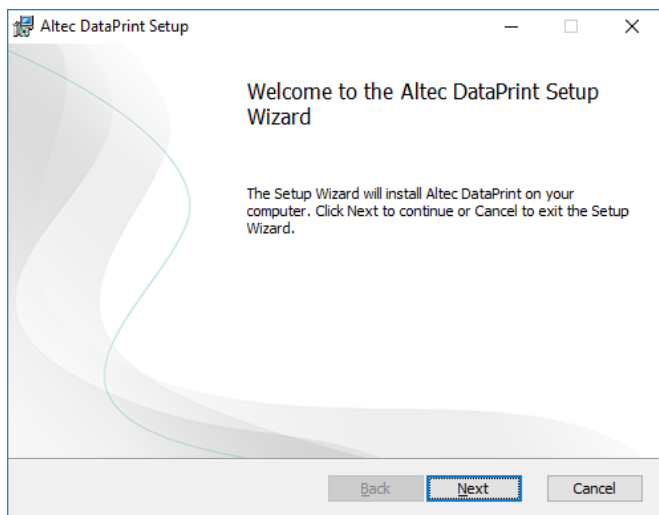 Altec DataPrint Setup
Welcome to the Altec DataPrint Setup
Wizard
The Setup Wizard will install Altec DataPrint on your
computer. Click Next to continue or Cancel to exit the Setup
Wizard.
Back Next Cancel